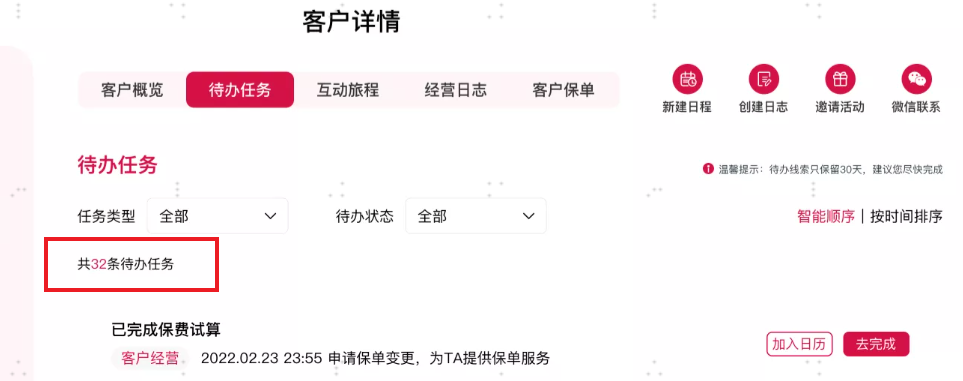 客户详情
客户概览 待办任务 互动旅程 经营日志 客户保单
新建日程 创建日志 邀请活动 微信联系
待办任务
温馨提示：待办线索只保留30天，建议您尽快完成
任务类型 全部 待办状态 全部
智能顺序 | 按时间排序
共32条待办任务
已完成保费试算
客户经营 2022.02.23 23:55 申请保单变更，为TA提供保单服务
加入日历 去完成